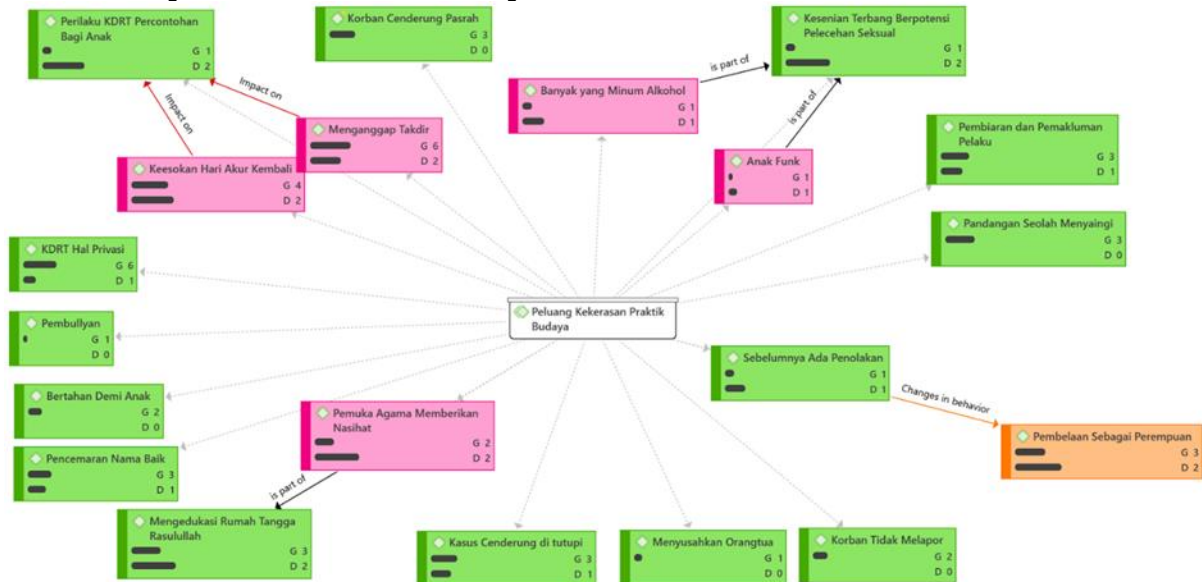 Perilaku KDRT Percontohan
Bagi Anak
G 1
D 2
Korban Cenderung Pasrah
G 3
D 0
Kesenian Terbang Berpotensi
Pelecehan Seksual
G 1
D 2
is part of
Banyak yang Minum Alkohol
G 1
D 1
Impact on
Impact on
Menganggap Takdir
G 6
D 2
is part of
Pembiaran dan Pemakluman
Pelaku
G 3
D 1
Keesokan Hari Akur Kembali
G 4
D 2
Anak Funk
G 1
D 1
Pandangan Seolah Menyaingi
G 3
D 0
KDRT Hal Privasi
G 6
D 1
Peluang Kekerasan Praktik
Budaya
Pembullyan
G 1
D 0
Sebelumnya Ada Penolakan
G 1
D 1
Changes in behavior
Bertahan Demi Anak
G 2
D 0
Pemuka Agama Memberikan
Nasihat
G 2
D 2
Pembelaan Sebagai Perempuan
G 3
D 2
Pencemaran Nama Baik
G 3
D 1
is part of
Mengedukasi Rumah Tangga
Rasulullah
G 3
D 2
Kasus Cenderung di tutupi
G 3
D 1
Menyusahkan Orangtua
G 1
D 0
Korban Tidak Melapor
G 2
D 0